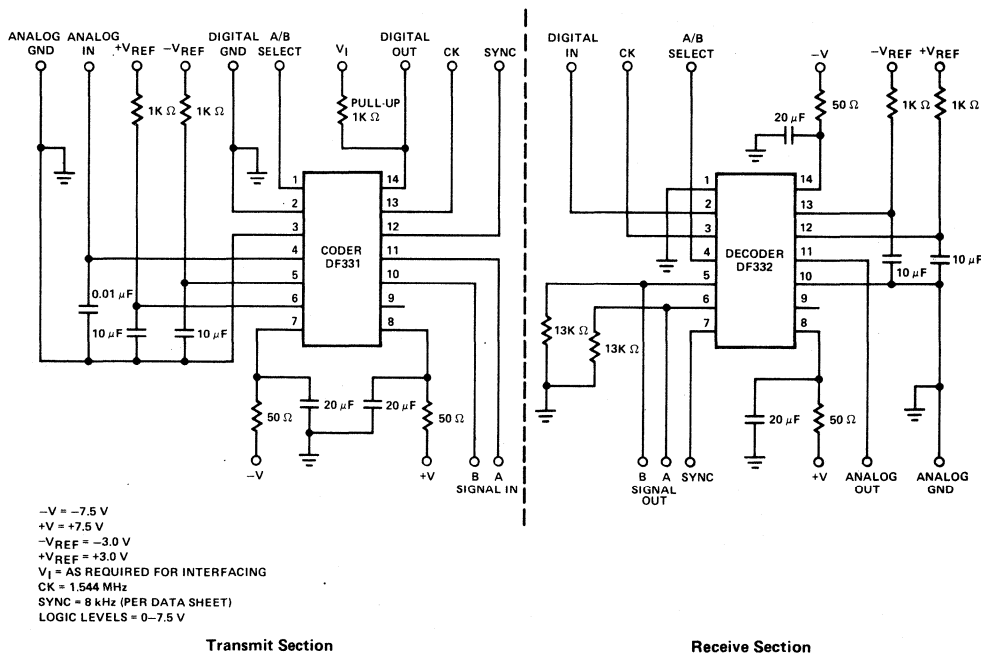 ANALOG GND
ANALOG IN
+VREF
−VREF
DIGITAL GND
A/B SELECT
VI
DIGITAL OUT
CK
SYNC
1K Ω
1K Ω
PULL-UP 1K Ω
1
2
3
4
5
6
7
14
13
12
11
10
9
8
CODER DF331
0.01 µF
10 µF
10 µF
50 Ω
20 µF
20 µF
50 Ω
−V
+V
B
A
SIGNAL IN
DIGITAL IN
CK
A/B SELECT
−V
−VREF
+VREF
50 Ω
1K Ω
1K Ω
20 µF
1
2
3
4
5
6
7
14
13
12
11
10
9
8
DECODER DF332
10 µF
10 µF
13K Ω
13K Ω
20 µF
50 Ω
B
A
SIGNAL OUT
SYNC
+V
ANALOG OUT
ANALOG GND
−V = −7.5 V
+V = +7.5 V
−VREF = −3.0 V
+VREF = +3.0 V
VI = AS REQUIRED FOR INTERFACING
CK = 1.544 MHz
SYNC = 8 kHz (PER DATA SHEET)
LOGIC LEVELS = 0–7.5 V
Transmit Section
Receive Section